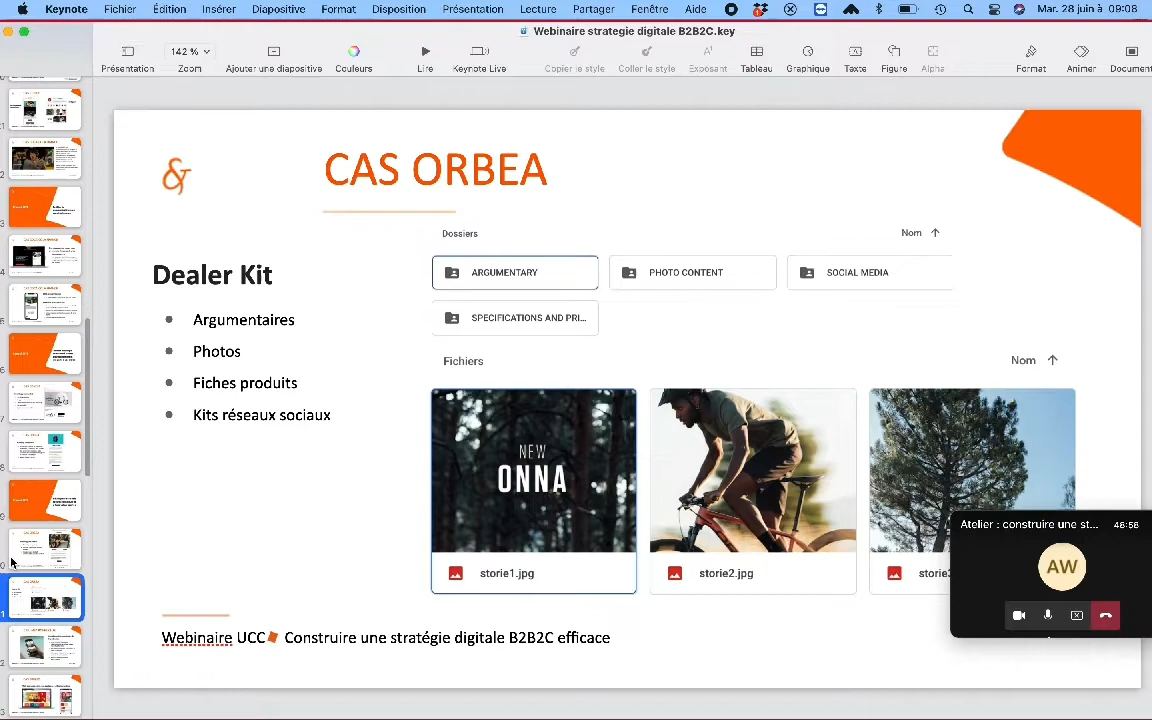 Keynote Fichier Édition Insérer Diapositive Format Disposition Présentation Lecture Partager Fenêtre Aide Mar. 28 juin à 09:08
Webinaire strategie digitale B2B2C.key
142 %
Présentation Zoom Ajouter une diapositive Couleurs Lire Keynote Live Copier le style Coller le style Exposant Tableau Graphique Texte Figure Alpha Format Animer Document
&
CAS ORBEA
Dossiers
Nom
ARGUMENTARY
PHOTO CONTENT
SOCIAL MEDIA
SPECIFICATIONS AND PRI...
Dealer Kit
Argumentaires
Photos
Fiches produits
Kits réseaux sociaux
Fichiers
Nom
NEW
ONNA
storie1.jpg
storie2.jpg
Atelier : construire une st... 48:58
AW
Webinaire UCC Construire une stratégie digitale B2B2C efficace